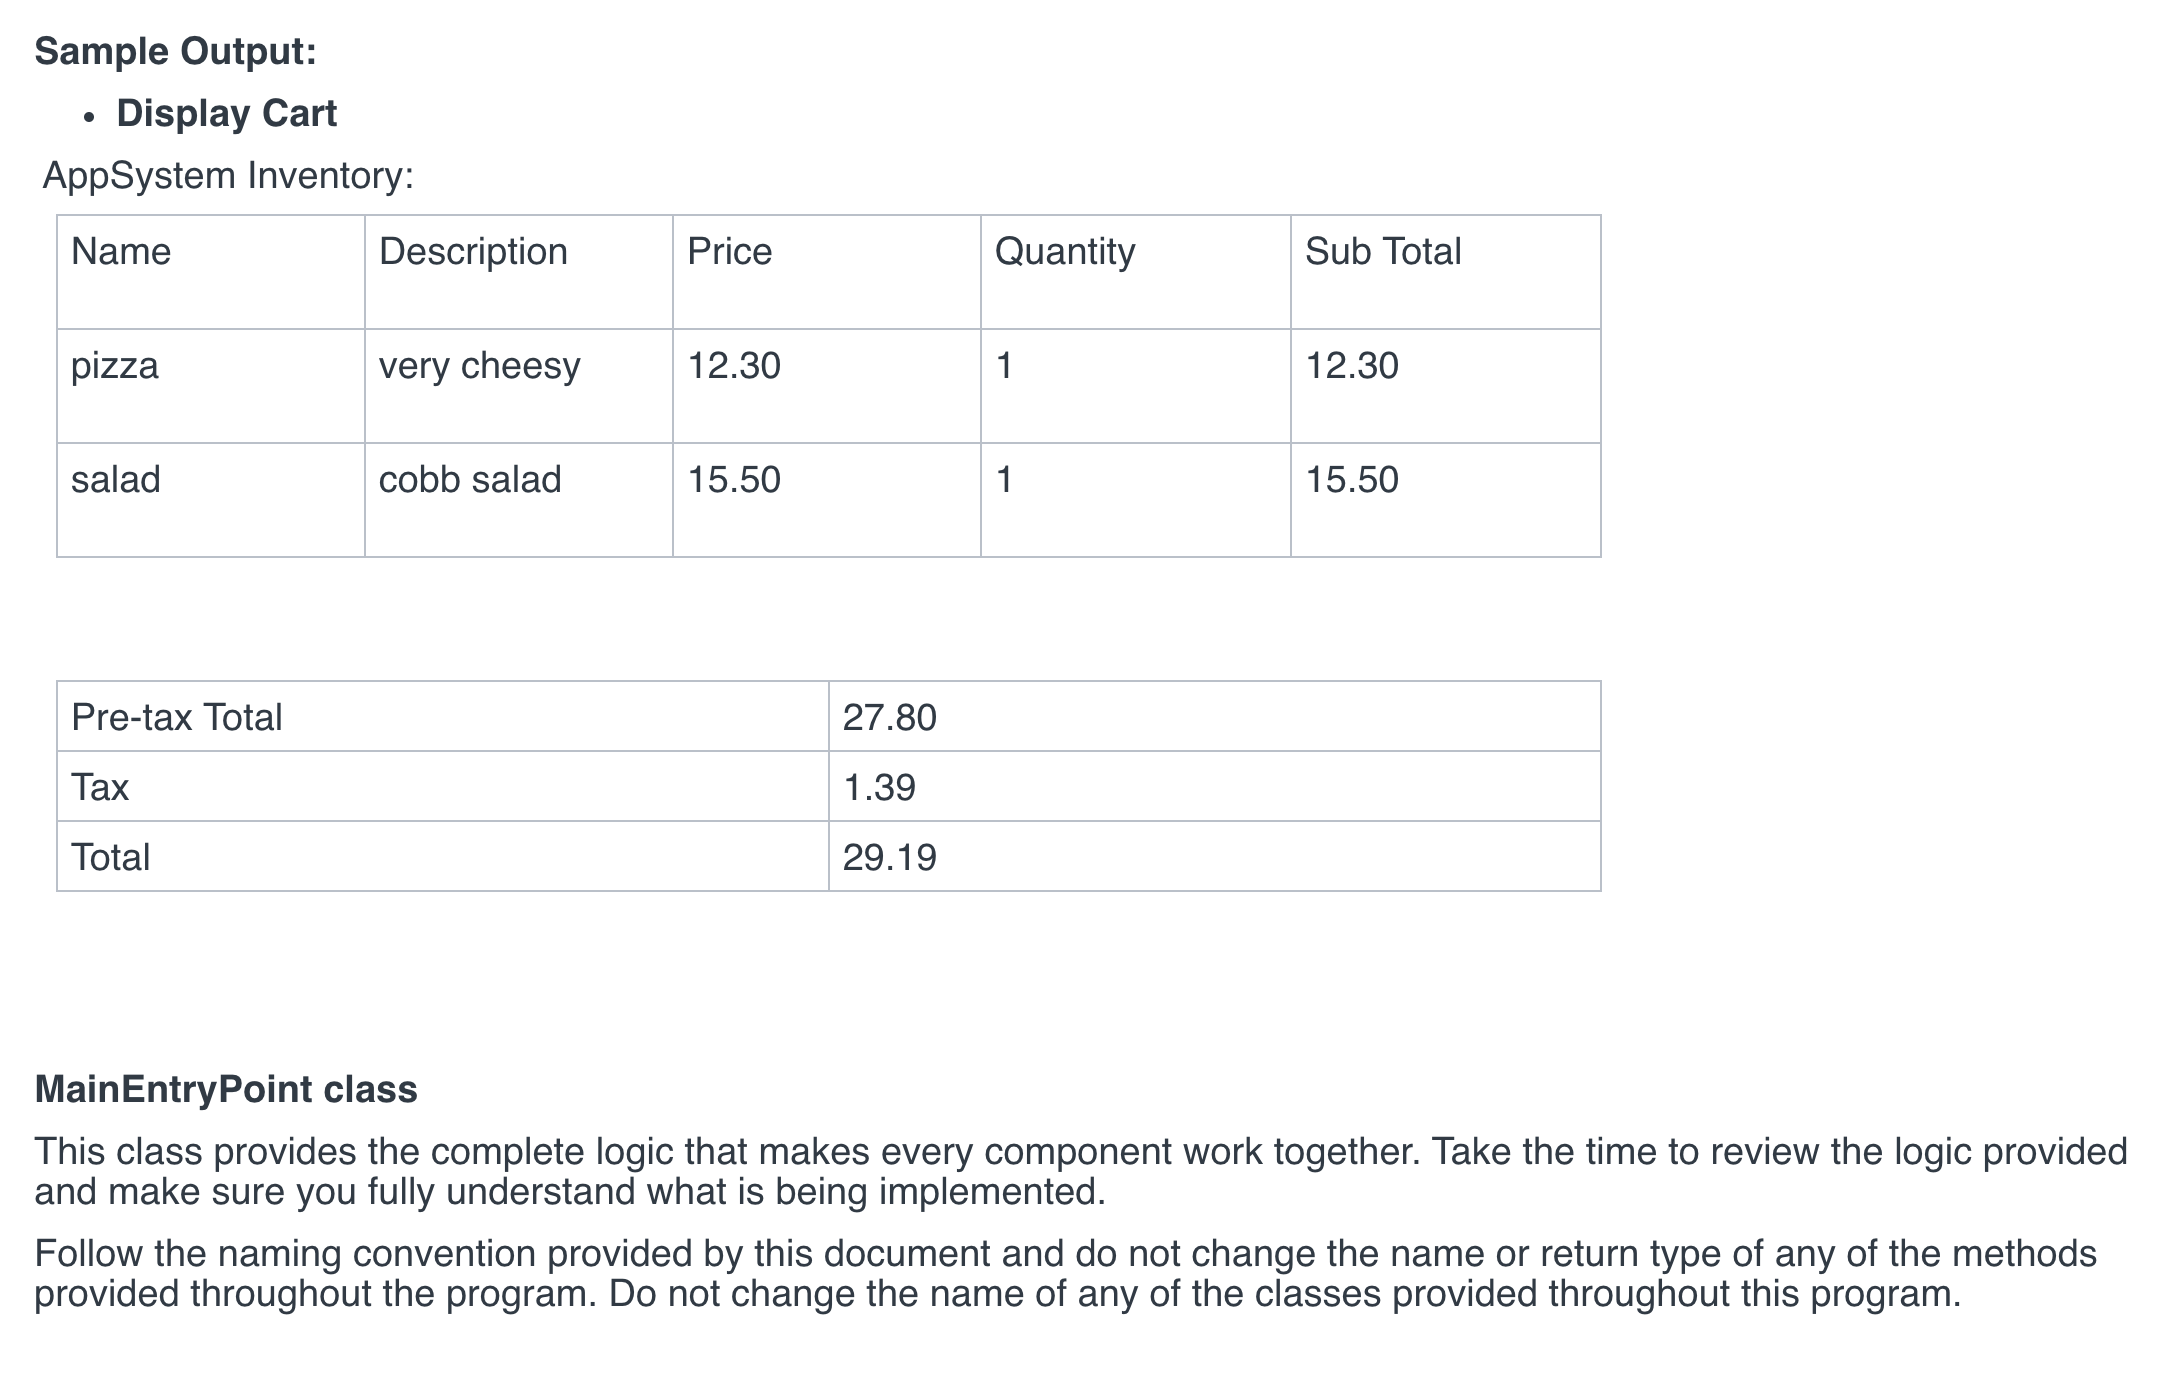 Sample Output:
• Display Cart
AppSystem Inventory:
Name Description Price Quantity Sub Total
pizza very cheesy 12.30 1 12.30
salad cobb salad 15.50 1 15.50
Pre-tax Total 27.80
Tax 1.39
Total 29.19
MainEntryPoint class
This class provides the complete logic that makes every component work together. Take the time to review the logic provided
and make sure you fully understand what is being implemented.
Follow the naming convention provided by this document and do not change the name or return type of any of the methods
provided throughout the program. Do not change the name of any of the classes provided throughout this program.